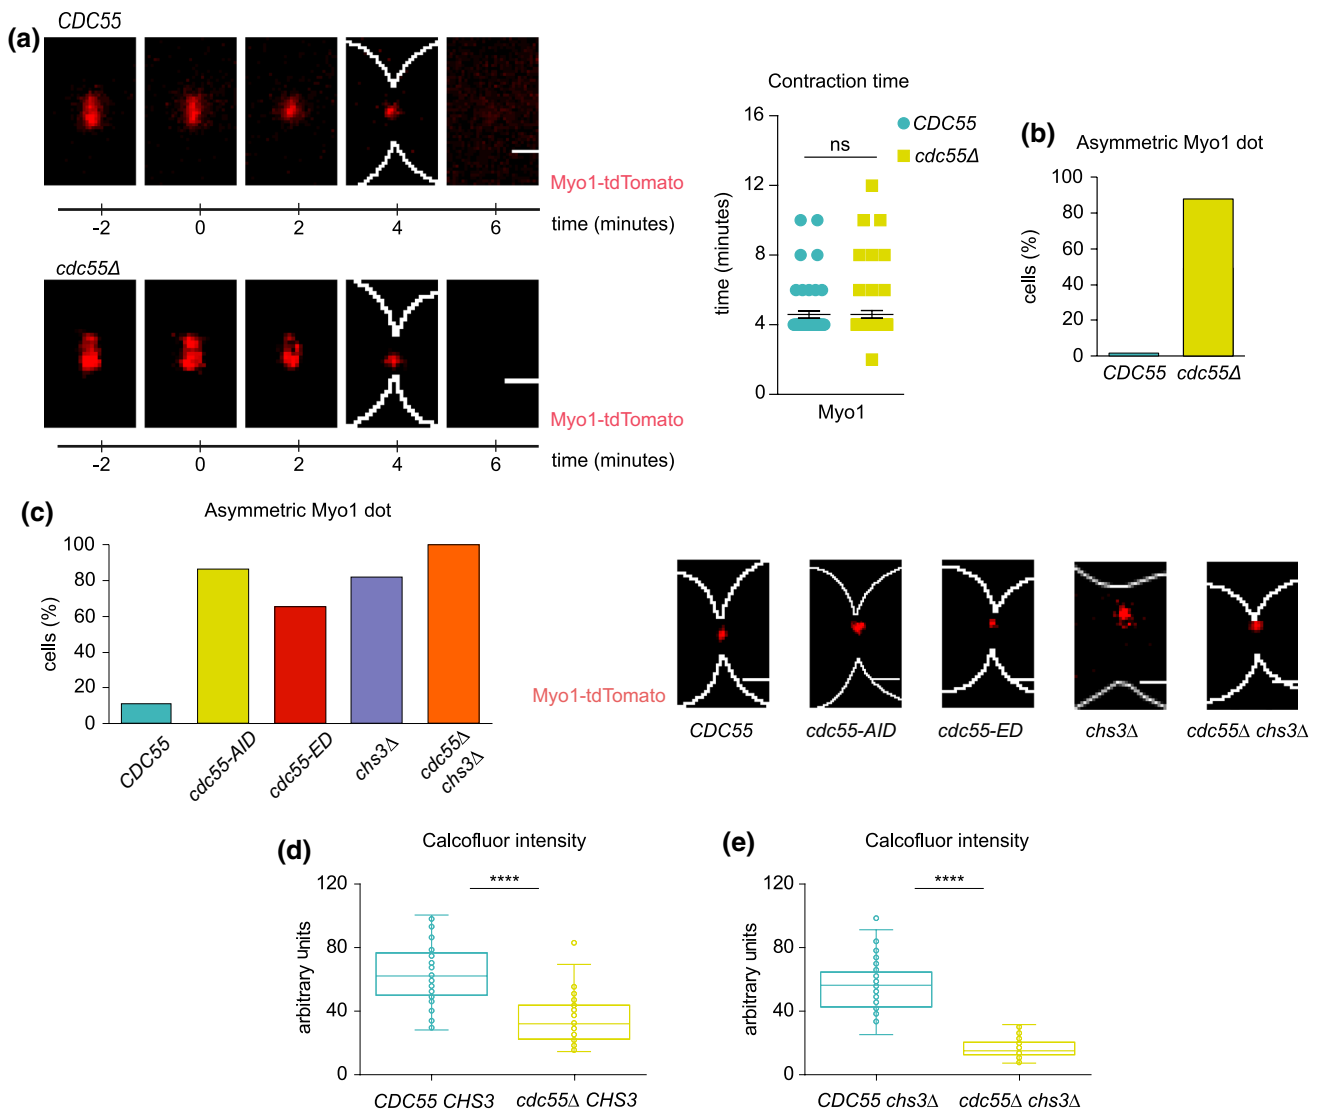 (a)
CDC55
Myo1-tdTomato
-2 0 2 4 6 time (minutes)
cdc55Δ
Myo1-tdTomato
-2 0 2 4 6 time (minutes)
Contraction time
16
12
8
4
0
time (minutes)
ns
CDC55
cdc55Δ
Myo1
(b)
Asymmetric Myo1 dot
100
80
60
40
20
0
cells (%)
CDC55 cdc55Δ
(c)
Asymmetric Myo1 dot
100
80
60
40
20
0
cells (%)
CDC55
cdc55-AID
cdc55-ED
chs3Δ
cdc55Δ
chs3Δ
Myo1-tdTomato
CDC55 cdc55-AID cdc55-ED chs3Δ cdc55Δ chs3Δ
(d)
Calcofluor intensity
****
120
80
40
0
arbitrary units
CDC55 CHS3 cdc55Δ CHS3
(e)
Calcofluor intensity
****
120
80
40
0
arbitrary units
CDC55 chs3Δ cdc55Δ chs3Δ